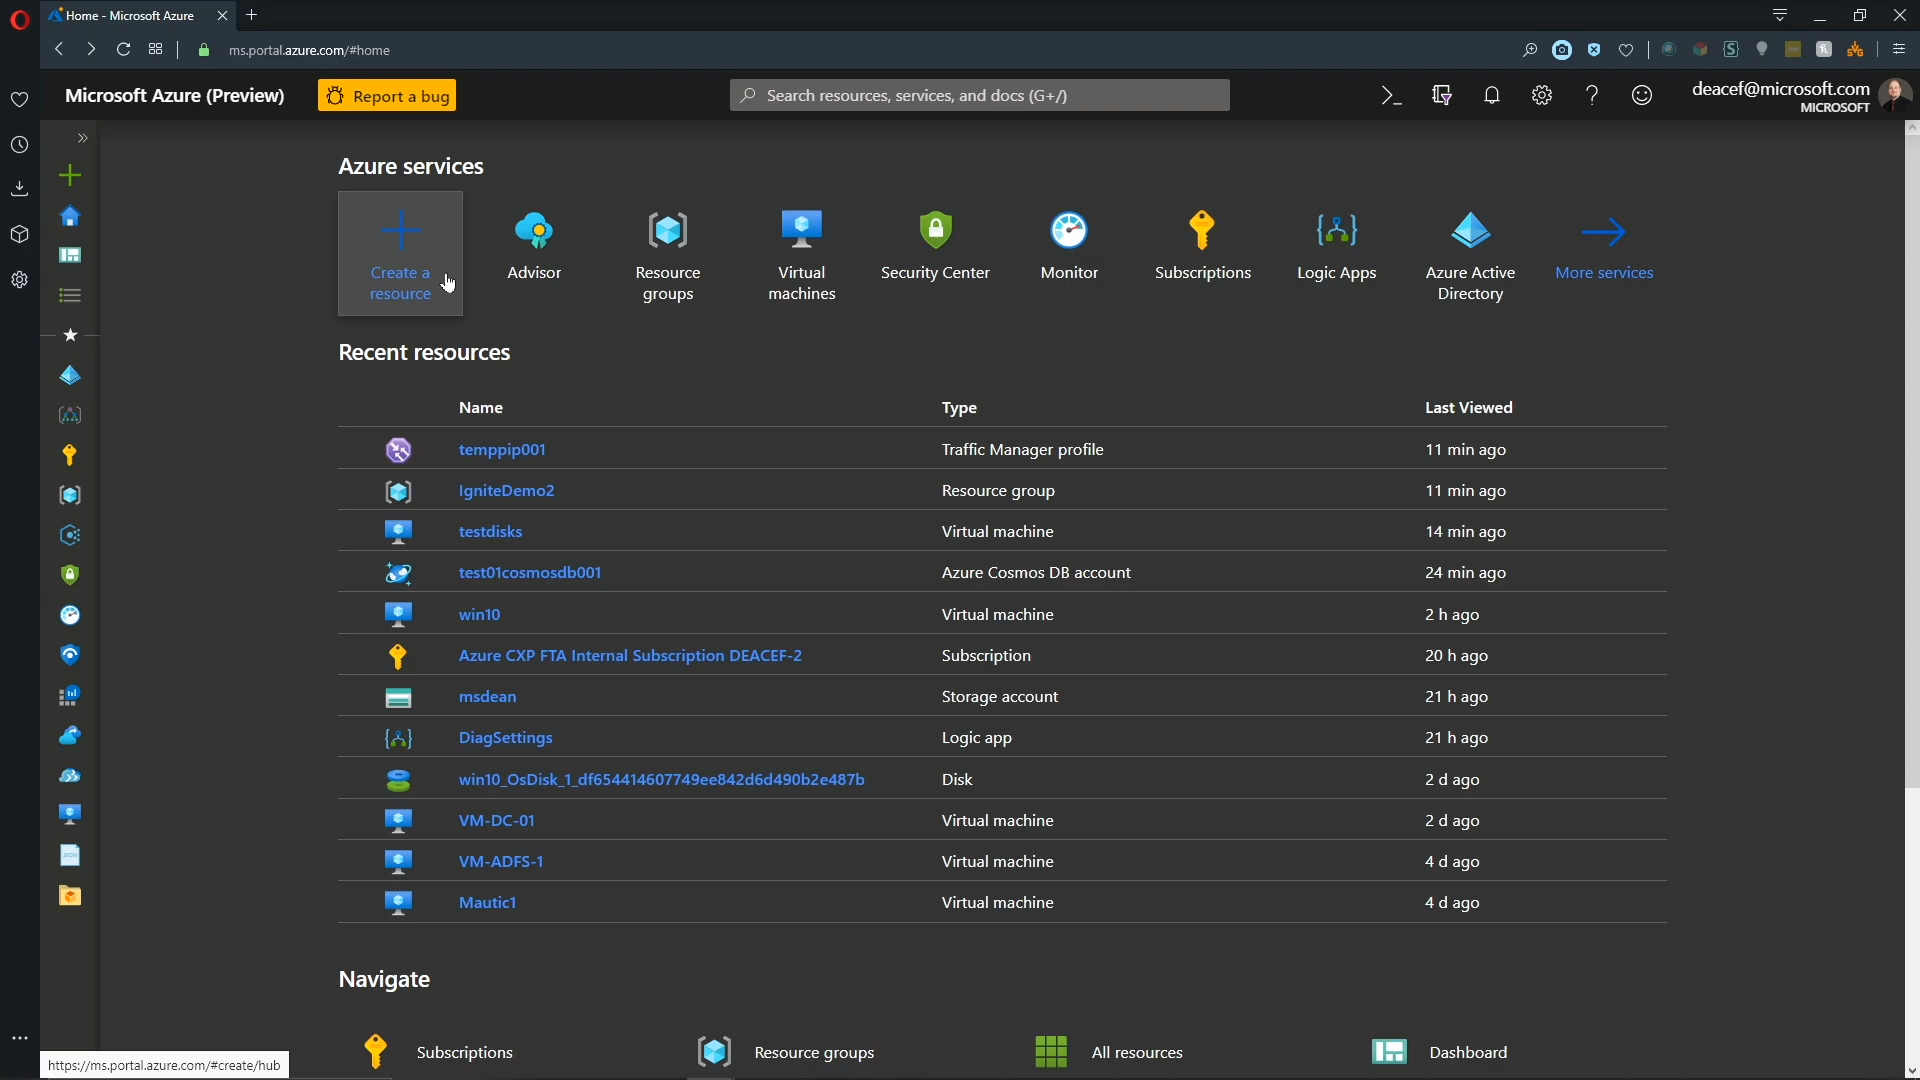 Home - Microsoft Azure
ms.portal.azure.com/#home
Microsoft Azure (Preview)
Report a bug
Search resources, services, and docs (G+/)
deacef@microsoft.com
MICROSOFT
Azure services
Create a
resource
Advisor
Resource
groups
Virtual
machines
Security Center
Monitor
Subscriptions
Logic Apps
Azure Active
Directory
More services
Recent resources
Name Type Last Viewed
temppip001 Traffic Manager profile 11 min ago
IgniteDemo2 Resource group 11 min ago
testdisks Virtual machine 14 min ago
test01cosmosdb001 Azure Cosmos DB account 24 min ago
win10 Virtual machine 2 h ago
Azure CXP FTA Internal Subscription DEACEF-2 Subscription 20 h ago
msdean Storage account 21 h ago
DiagSettings Logic app 21 h ago
win10_OsDisk_1_df654414607749ee842d6d490b2e487b Disk 2 d ago
VM-DC-01 Virtual machine 2 d ago
VM-ADFS-1 Virtual machine 4 d ago
Mautic1 Virtual machine 4 d ago
Navigate
Subscriptions Resource groups All resources Dashboard
https://ms.portal.azure.com/#create/hub